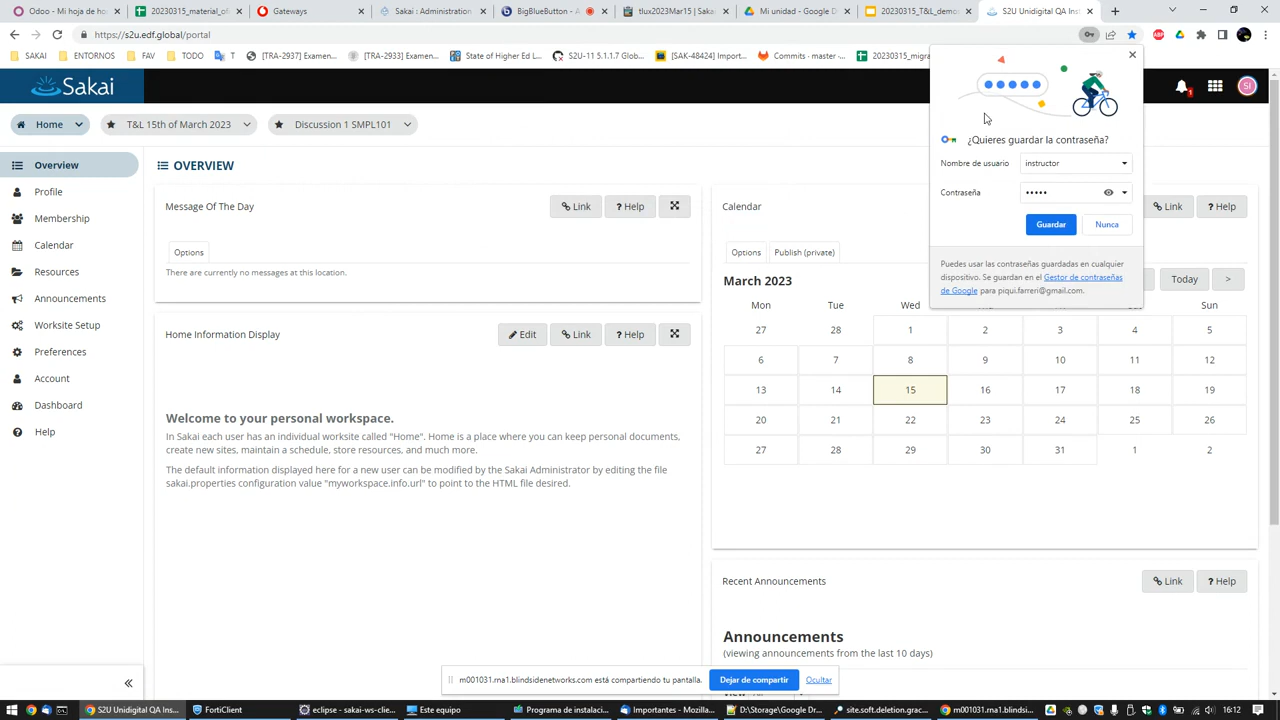 Odoo - Mi hoja de ho
20230315_material_ofi
Gateways
Sakai : Administration
BigBlueButton - A
tlux2023Mar15 | Sakai
Mi unidad - Google D
20230315_T&L_demo
S2U Unidigital QA Ins
https://s2u.edf.global/portal
SAKAI
ENTORNOS
FAV
TODO
T
[TRA-2937] Examen...
[TRA-2933] Examen...
State of Higher Ed L...
S2U-11 5.1.1.7 Glob...
[SAK-48424] Import...
Commits · master ·...
20230315_migra
Sakai
1
SI
Home
T&L 15th of March 2023
Discussion 1 SMPL101
¿Quieres guardar la contraseña?
Nombre de usuario
instructor
Contraseña
•••••
Guardar
Nunca
Puedes usar las contraseñas guardadas en cualquier
dispositivo. Se guardan en el Gestor de contraseñas
de Google para piqui.farreri@gmail.com.
Overview
Profile
Membership
Calendar
Resources
Announcements
Worksite Setup
Preferences
Account
Dashboard
Help
OVERVIEW
Message Of The Day
Link
? Help
Options
There are currently no messages at this location.
Home Information Display
Edit
Link
? Help
Welcome to your personal workspace.
In Sakai each user has an individual worksite called "Home". Home is a place where you can keep personal documents,
create new sites, maintain a schedule, store resources, and much more.
The default information displayed here for a new user can be modified by the Sakai Administrator by editing the file
sakai.properties configuration value "myworkspace.info.url" to point to the HTML file desired.
Calendar
Link
? Help
Options
Publish (private)
March 2023
Today
>
Mon Tue Wed Sun
27 28 1 2 3 4 5
6 7 8 9 10 11 12
13 14 15 16 17 18 19
20 21 22 23 24 25 26
27 28 29 30 31 1 2
Recent Announcements
Link
? Help
Announcements
(viewing announcements from the last 10 days)
m001031.rna1.blindsidenetworks.com está compartiendo tu pantalla.
Dejar de compartir
Ocultar
S2U Unidigital QA Ins...
FortiClient
eclipse - sakai-ws-clie...
Este equipo
Programa de instalaci...
Importantes - Mozilla...
D:\Storage\Google Dr...
site.soft.deletion.grac...
m001031.rna1.blindsi...
16:12